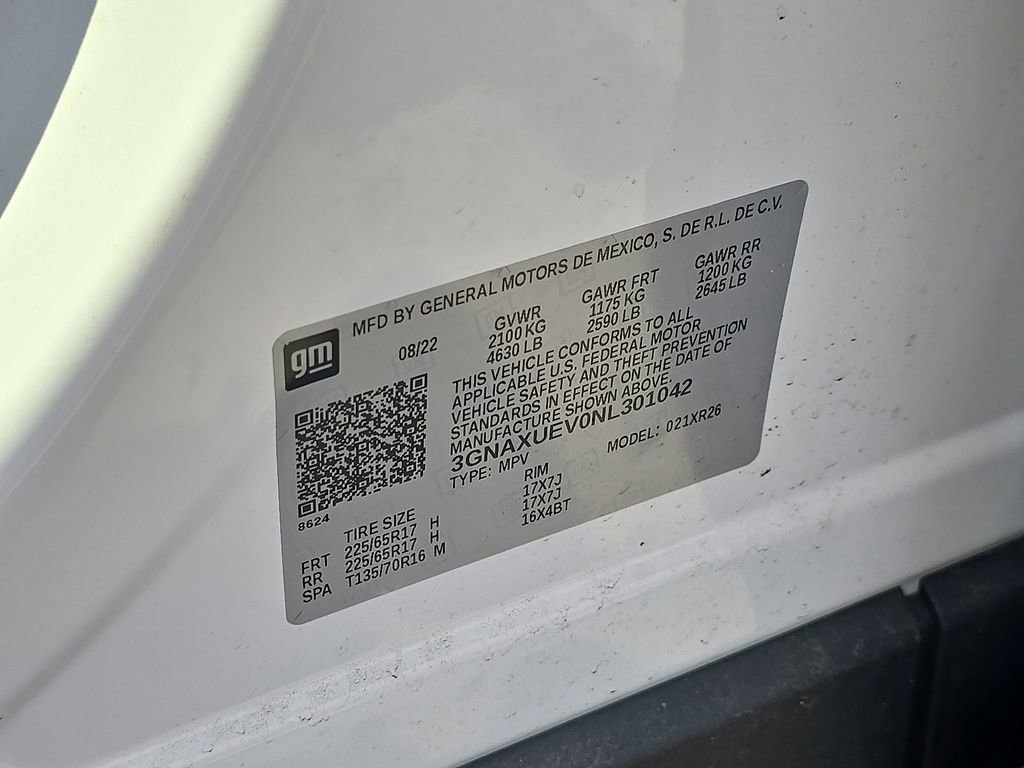 gm
MFD BY GENERAL MOTORS DE MEXICO, S. DE R.L. DE C.V.
08/22
GVWR GAWR FRT GAWR RR
2100 KG 1175 KG 1200 KG
4630 LB 2590 LB 2645 LB
THIS VEHICLE CONFORMS TO ALL
APPLICABLE U.S. FEDERAL MOTOR
VEHICLE SAFETY AND THEFT PREVENTION
STANDARDS IN EFFECT ON THE DATE OF
MANUFACTURE SHOWN ABOVE.
3GNAXUEV0NL301042
TYPE: MPV MODEL: 021XR26
8624
TIRE SIZE RIM
FRT 225/65R17 H 17X7J
RR 225/65R17 H 17X7J
SPA T135/70R16 M 16X4BT